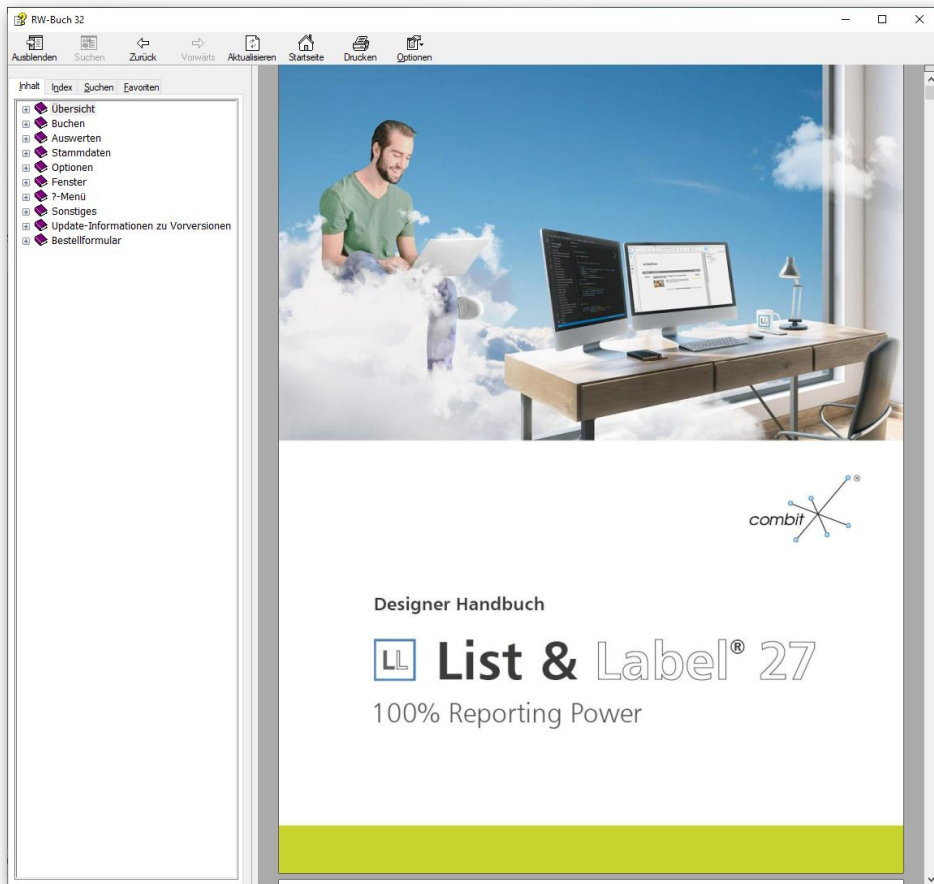 RW-Buch 32
Ausblenden Suchen Zurück Vorwärts Aktualisieren Startseite Drucken Optionen
Inhalt Index Suchen Favoriten
Übersicht
Buchen
Auswerten
Stammdaten
Optionen
Fenster
?-Menü
Sonstiges
Update-Informationen zu Vorversionen
Bestellformular
combit ®
Designer Handbuch
LL List & Label® 27
100% Reporting Power